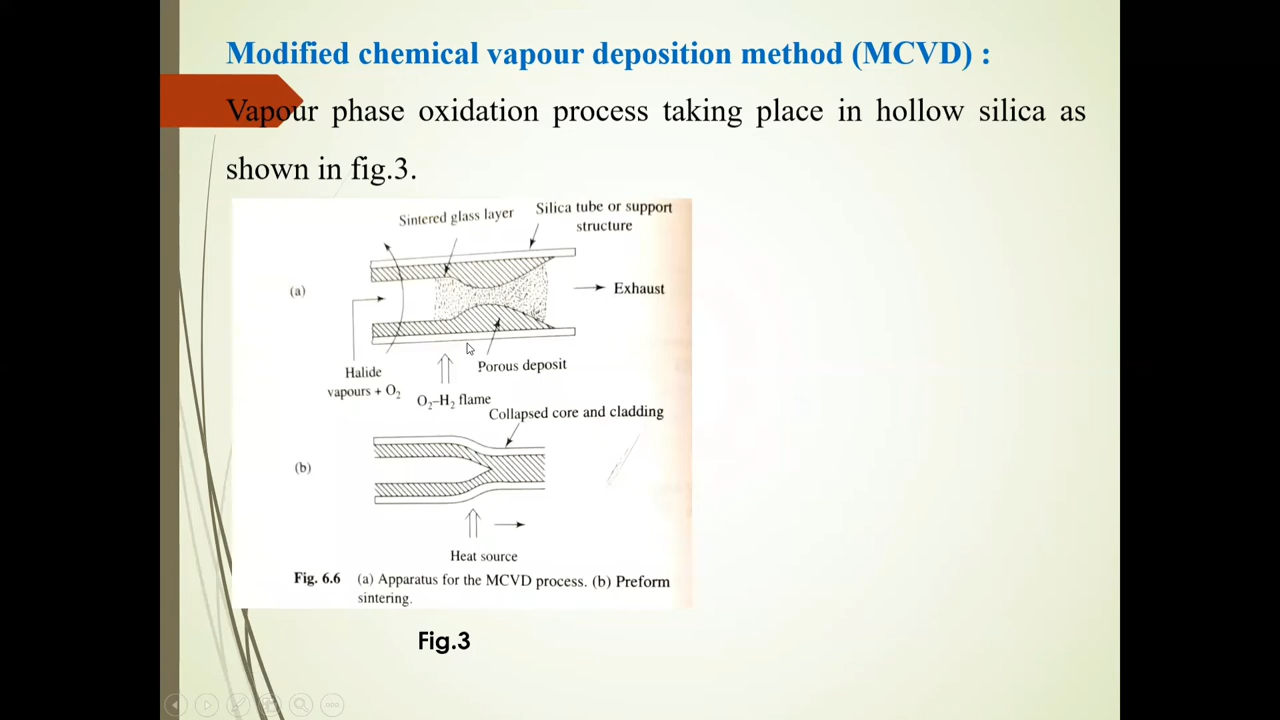 Modified chemical vapour deposition method (MCVD) :
Vapour phase oxidation process taking place in hollow silica as
shown in fig.3.
Sintered glass layer
Silica tube or support
structure
(a)
Exhaust
Halide
vapours + O₂
Porous deposit
O₂–H₂ flame
Collapsed core and cladding
(b)
Heat source
Fig. 6.6 (a) Apparatus for the MCVD process. (b) Preform
sintering.
Fig.3